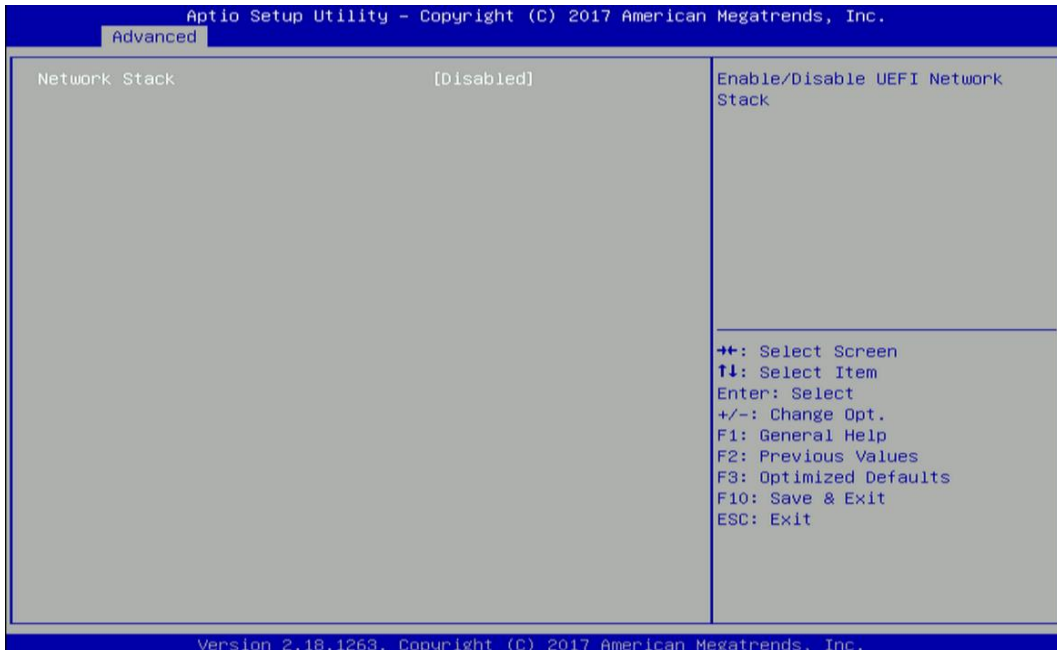 Aptio Setup Utility – Copyright (C) 2017 American Megatrends, Inc.
Advanced
Network Stack [Disabled]
Enable/Disable UEFI Network
Stack
→←: Select Screen
↑↓: Select Item
Enter: Select
+/-: Change Opt.
F1: General Help
F2: Previous Values
F3: Optimized Defaults
F10: Save & Exit
ESC: Exit
Version 2.18.1263. Copyright (C) 2017 American Megatrends, Inc.